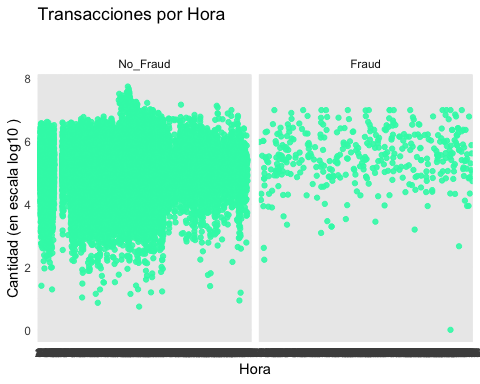 Transacciones por Hora
No_Fraud
Fraud
8
6
4
2
0
Cantidad (en escala log10 )
Hora